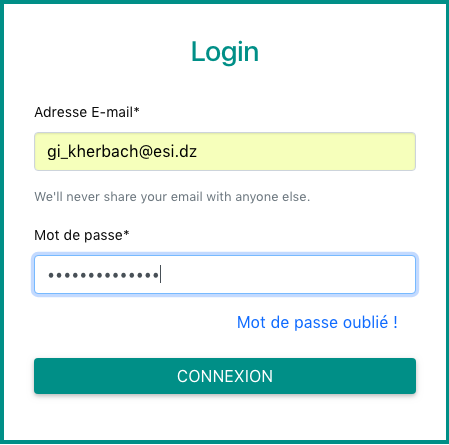 Login
Adresse E-mail*
gi_kherbach@esi.dz
We'll never share your email with anyone else.
Mot de passe*
••••••••••••••
Mot de passe oublié !
CONNEXION